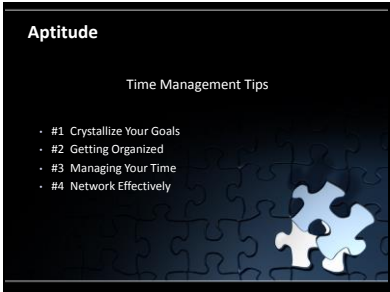 Aptitude
Time Management Tips
· #1 Crystallize Your Goals
· #2 Getting Organized
· #3 Managing Your Time
· #4 Network Effectively